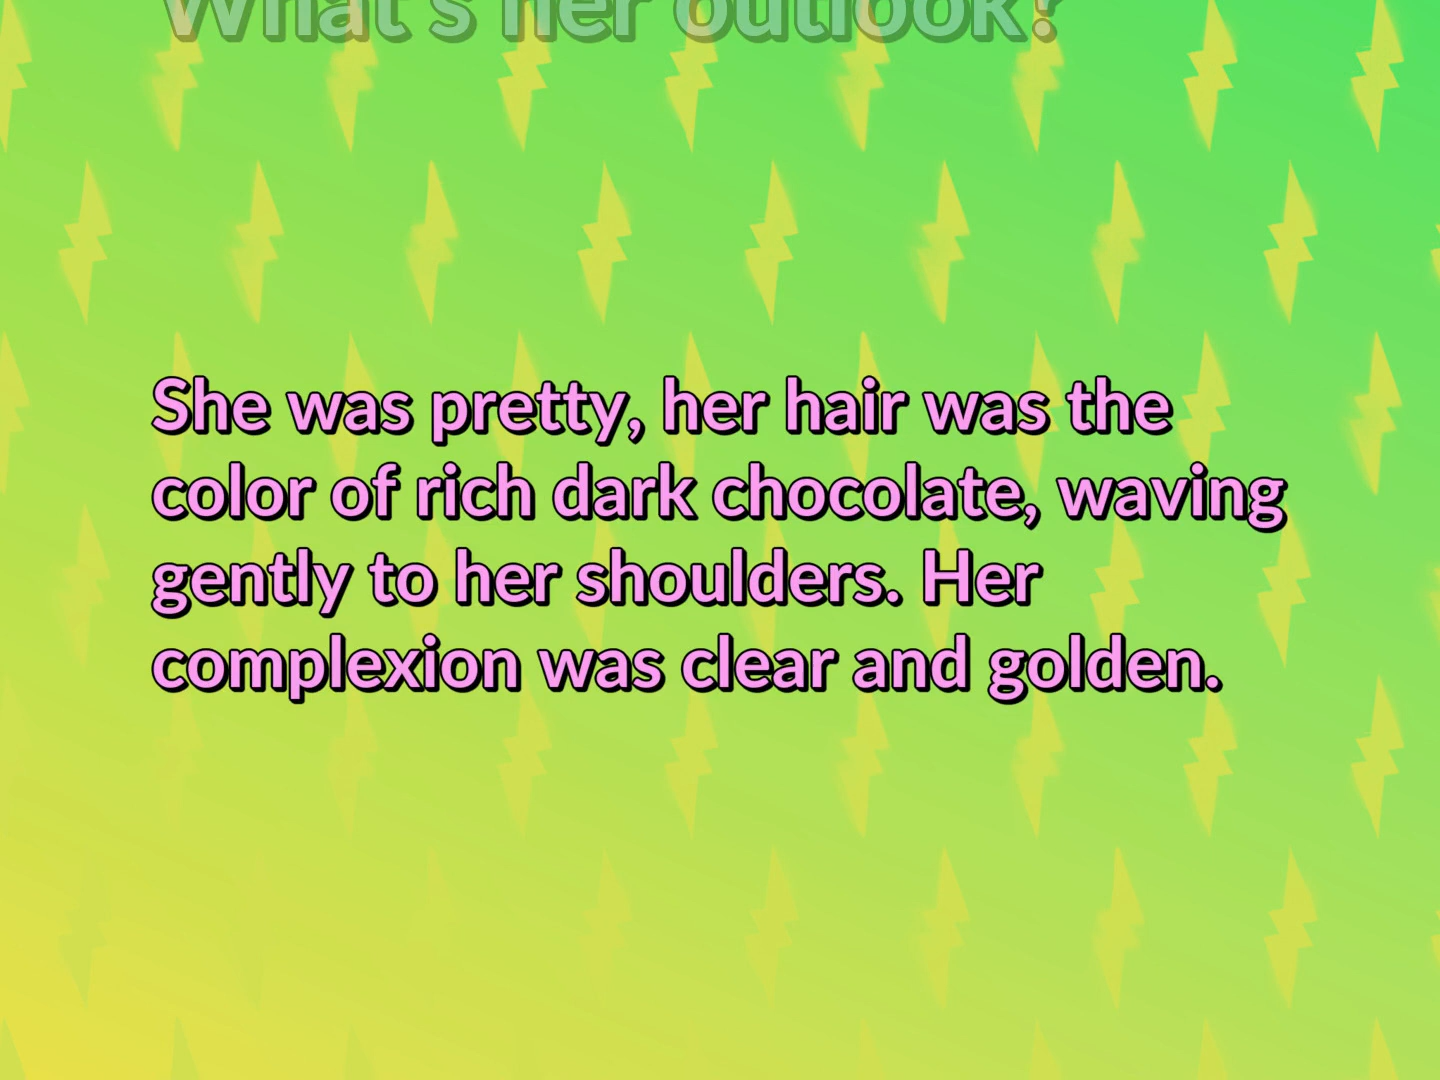 What's her outlook?
She was pretty, her hair was the
color of rich dark chocolate, waving
gently to her shoulders. Her
complexion was clear and golden.